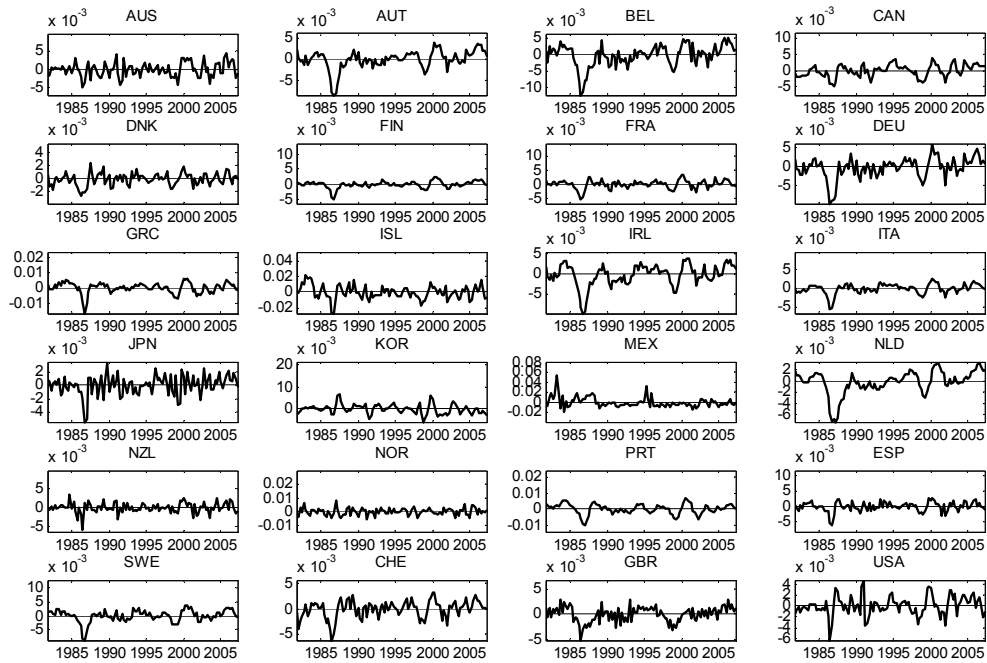 x 10-3 AUS x 10-3 AUT x 10-3 BEL x 10-3 CAN
5 0 -5 5 0 -5 5 0 -5 -10 10 5 0 -5
1985 1990 1995 2000 2005 1985 1990 1995 2000 2005 1985 1990 1995 2000 2005 1985 1990 1995 2000 2005
x 10-3 DNK x 10-3 FIN x 10-3 FRA x 10-3 DEU
4 2 0 -2 10 5 0 -5 10 5 0 -5 5 0 -5
1985 1990 1995 2000 2005 1985 1990 1995 2000 2005 1985 1990 1995 2000 2005 1985 1990 1995 2000 2005
GRC ISL x 10-3 IRL x 10-3 ITA
0.02 0.01 0 -0.01 0.04 0.02 0 -0.02 5 0 -5 5 0 -5
1985 1990 1995 2000 2005 1985 1990 1995 2000 2005 1985 1990 1995 2000 2005 1985 1990 1995 2000 2005
x 10-3 JPN x 10-3 KOR MEX x 10-3 NLD
2 0 -2 -4 20 10 0 0.08 0.06 0.04 0.02 0 -0.02 2 0 -2 -4 -6
1985 1990 1995 2000 2005 1985 1990 1995 2000 2005 1985 1990 1995 2000 2005 1985 1990 1995 2000 2005
x 10-3 NZL NOR PRT x 10-3 ESP
5 0 -5 0.02 0.01 0 -0.01 0.02 0.01 0 -0.01 10 5 0 -5
1985 1990 1995 2000 2005 1985 1990 1995 2000 2005 1985 1990 1995 2000 2005 1985 1990 1995 2000 2005
x 10-3 SWE x 10-3 CHE x 10-3 GBR x 10-3 USA
10 5 0 -5 5 0 -5 5 0 -5 4 2 0 -2 -4 -6
1985 1990 1995 2000 2005 1985 1990 1995 2000 2005 1985 1990 1995 2000 2005 1985 1990 1995 2000 2005